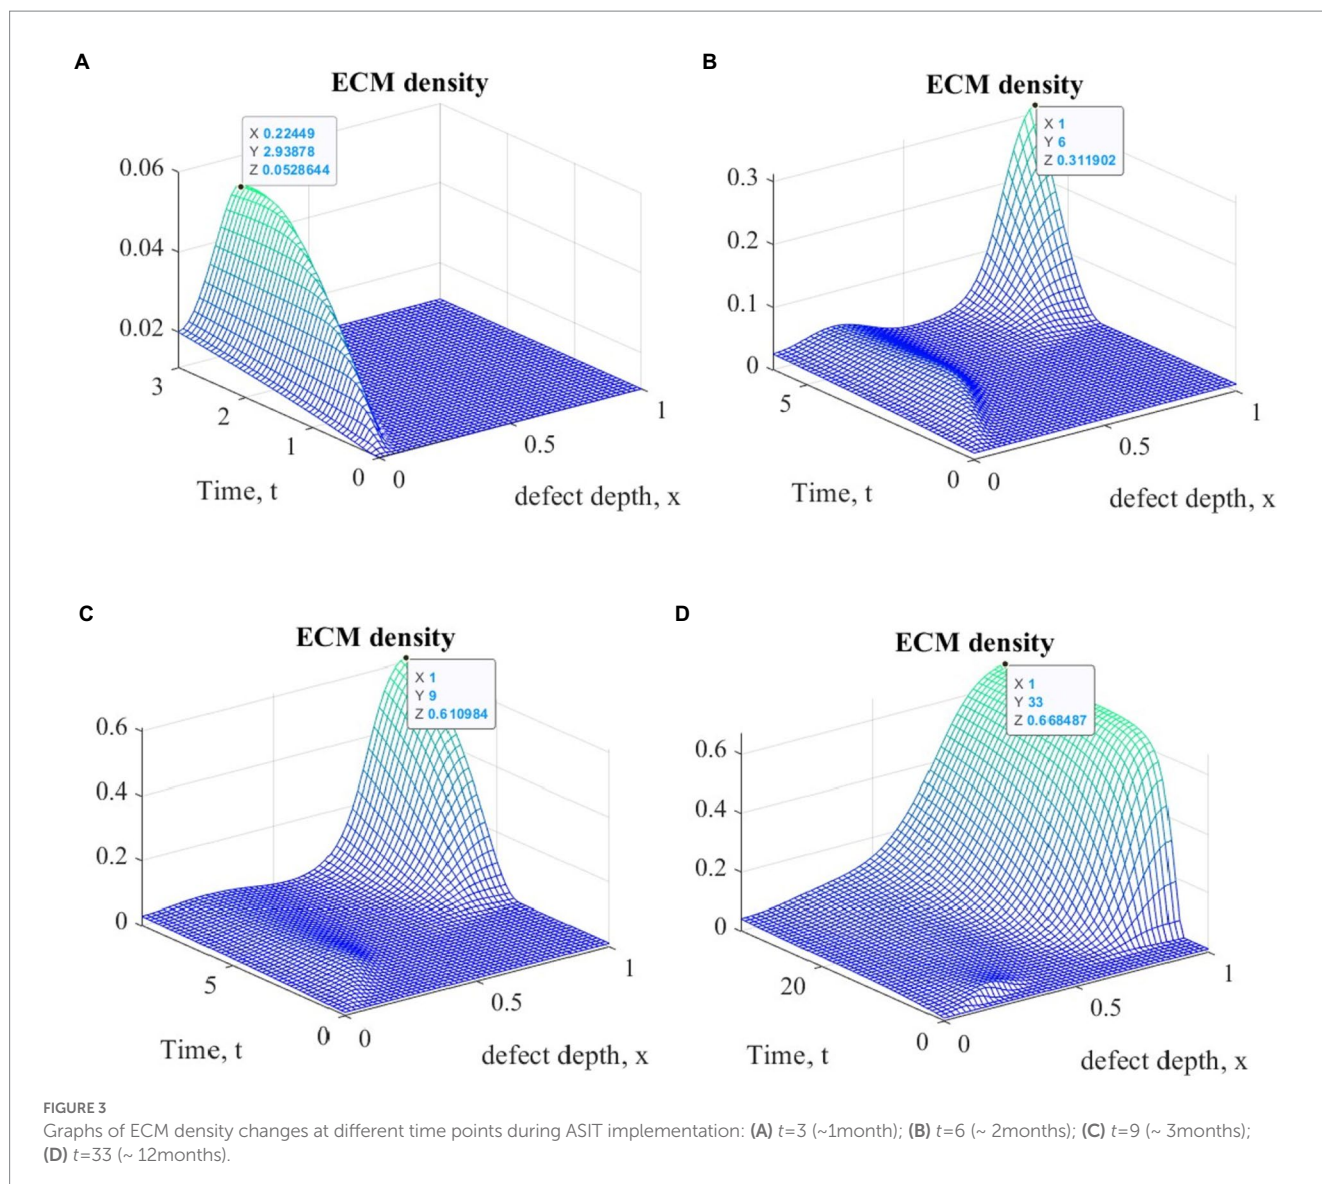 A
ECM density
X 0.22449
Y 2.93878
Z 0.0528644
0.06
0.04
0.02
3
2
1
0
0
0.5
1
Time, t
defect depth, x
B
ECM density
X 1
Y 6
Z 0.311902
0.3
0.2
0.1
0
5
0
0
0.5
1
Time, t
defect depth, x
C
ECM density
X 1
Y 9
Z 0.610984
0.6
0.4
0.2
0
5
0
0
0.5
1
Time, t
defect depth, x
D
ECM density
X 1
Y 33
Z 0.668487
0.6
0.4
0.2
0
20
0
0
0.5
1
Time, t
defect depth, x
FIGURE 3
Graphs of ECM density changes at different time points during ASIT implementation: (A) t=3 (~1month); (B) t=6 (~ 2months); (C) t=9 (~ 3months);
(D) t=33 (~ 12months).